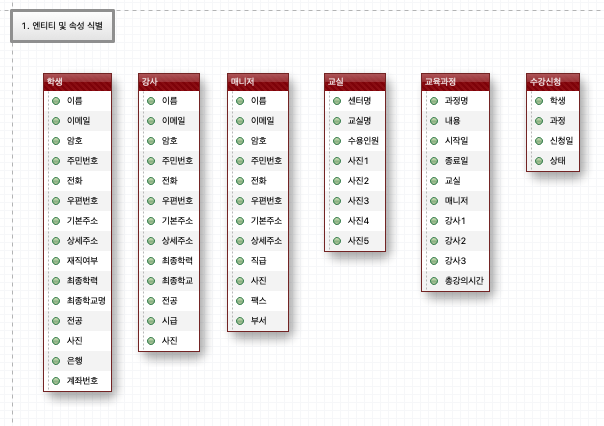 1. 엔티티 및 속성 식별
학생
이름
이메일
암호
주민번호
전화
우편번호
기본주소
상세주소
재직여부
최종학력
최종학교명
전공
사진
은행
계좌번호
강사
이름
이메일
암호
주민번호
전화
우편번호
기본주소
상세주소
최종학력
최종학교
전공
시급
사진
매니저
이름
이메일
암호
주민번호
전화
우편번호
기본주소
상세주소
직급
사진
팩스
부서
교실
센터명
교실명
수용인원
사진1
사진2
사진3
사진4
사진5
교육과정
과정명
내용
시작일
종료일
교실
매니저
강사1
강사2
강사3
총강의시간
수강신청
학생
과정
신청일
상태